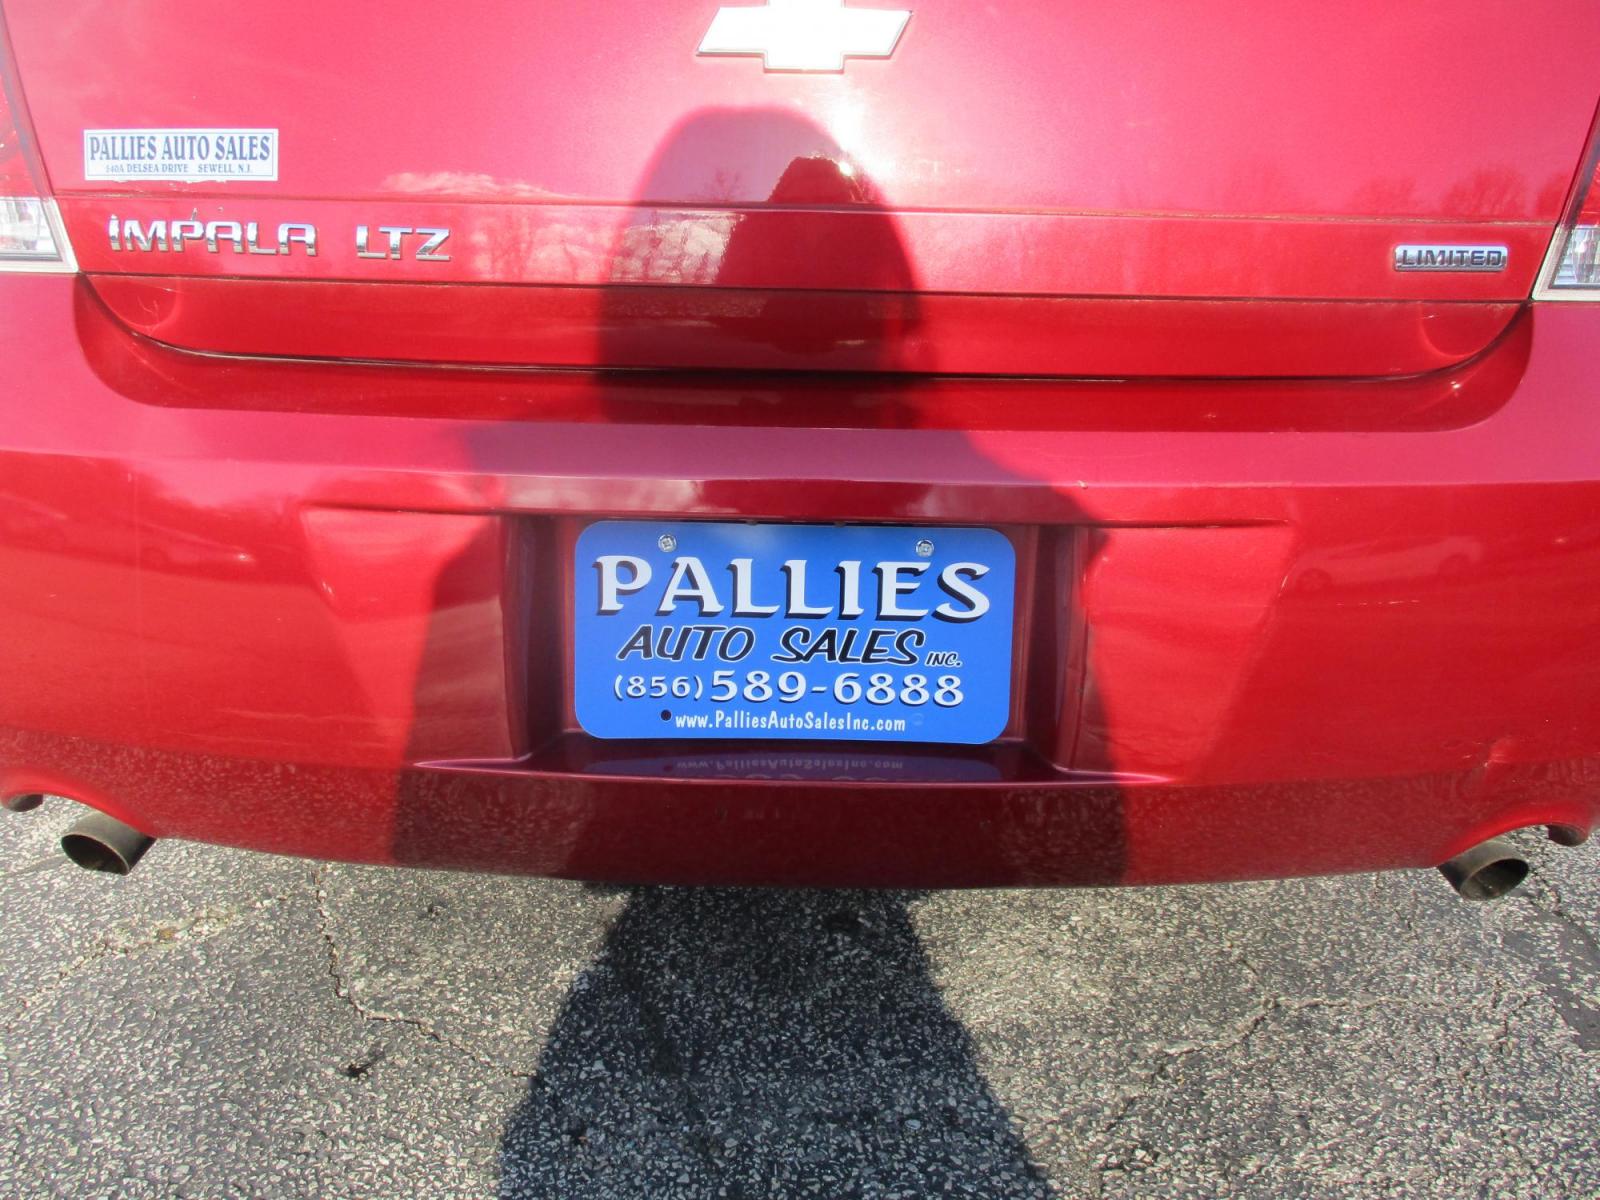 PALLIES AUTO SALES
540A DELSEA DRIVE SEWELL, N.J.
IMPALA LTZ
LIMITED
PALLIES
AUTO SALES INC.
(856) 589-6888
www.PalliesAutoSalesInc.com